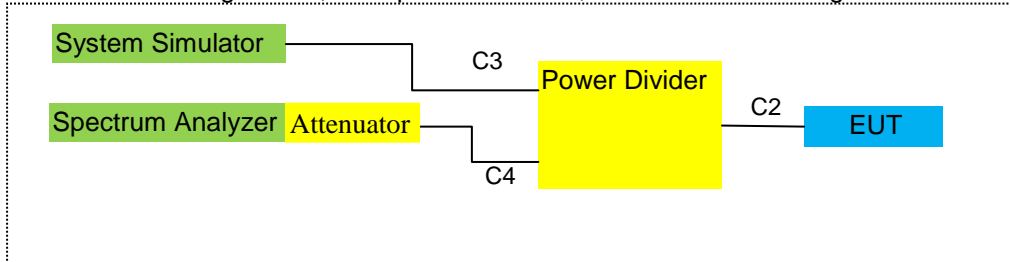 System Simulator
C3
Power Divider
Spectrum Analyzer
Attenuator
C2
EUT
C4